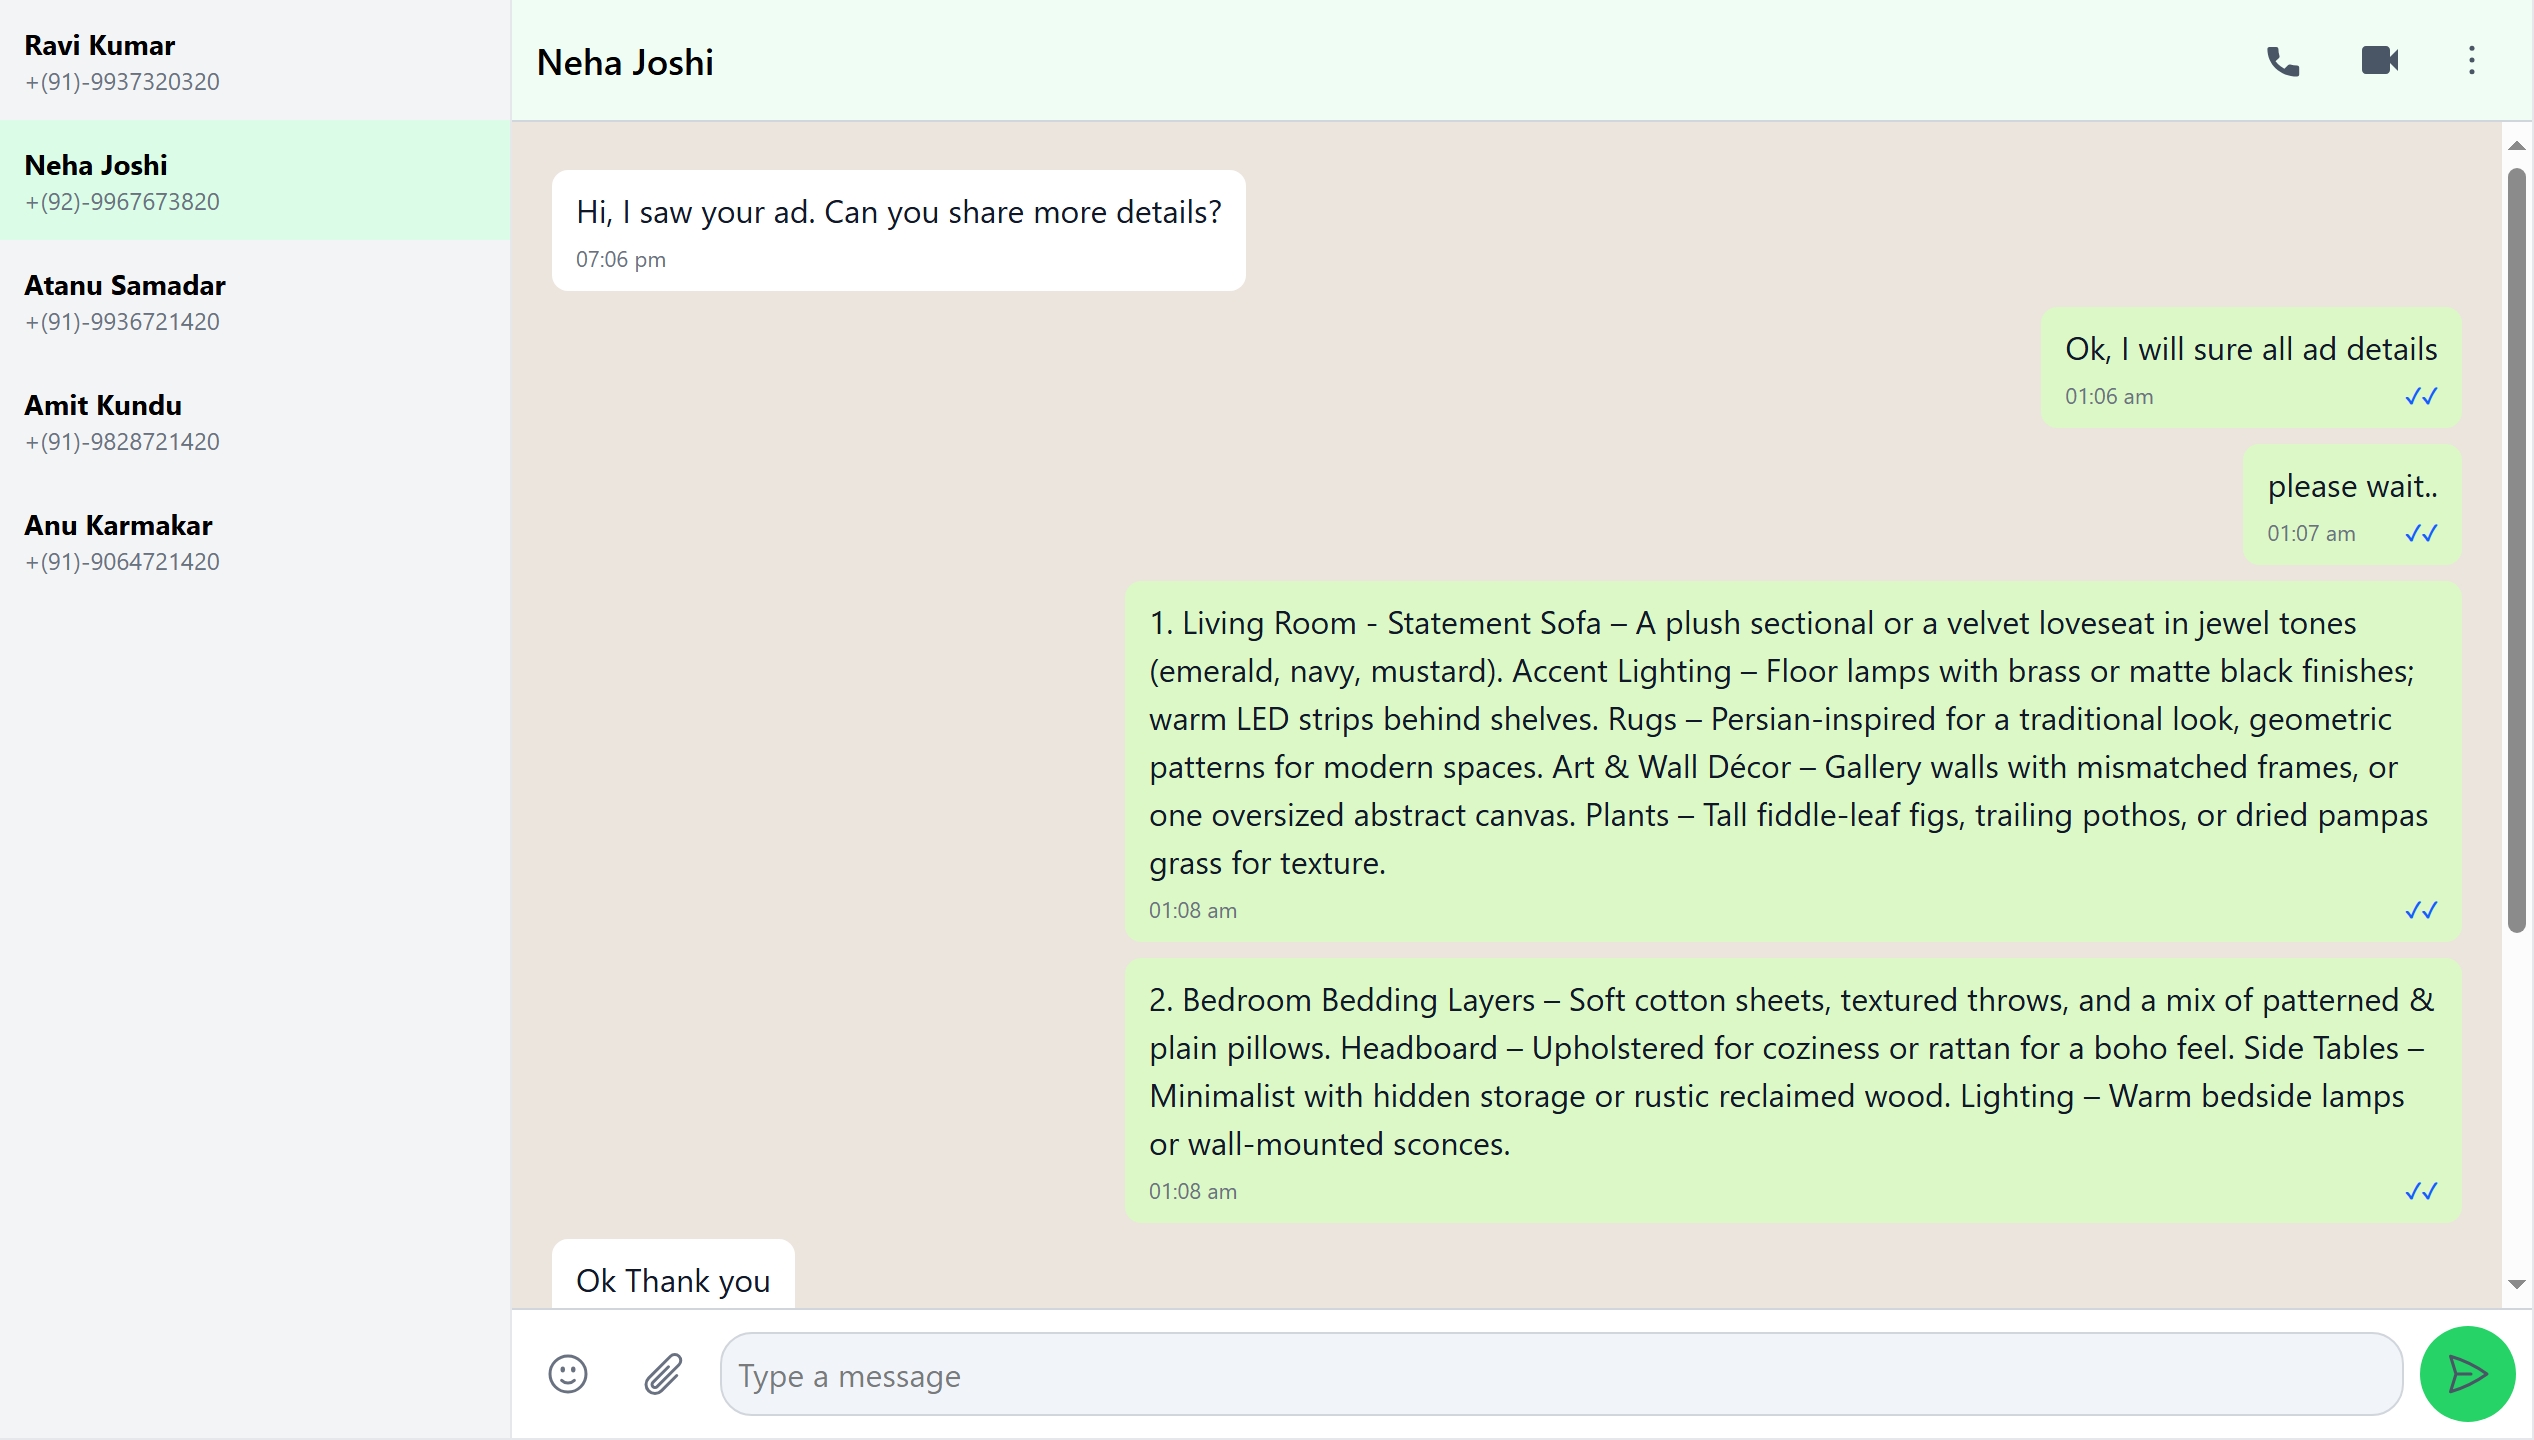 Ravi Kumar
+(91)-9937320320
Neha Joshi
+(92)-9967673820
Atanu Samadar
+(91)-9936721420
Amit Kundu
+(91)-9828721420
Anu Karmakar
+(91)-9064721420
Neha Joshi
Hi, I saw your ad. Can you share more details?
07:06 pm
Ok, I will sure all ad details
01:06 am
please wait..
01:07 am
1. Living Room - Statement Sofa – A plush sectional or a velvet loveseat in jewel tones
(emerald, navy, mustard). Accent Lighting – Floor lamps with brass or matte black finishes;
warm LED strips behind shelves. Rugs – Persian-inspired for a traditional look, geometric
patterns for modern spaces. Art & Wall Décor – Gallery walls with mismatched frames, or
one oversized abstract canvas. Plants – Tall fiddle-leaf figs, trailing pothos, or dried pampas
grass for texture.
01:08 am
2. Bedroom Bedding Layers – Soft cotton sheets, textured throws, and a mix of patterned &
plain pillows. Headboard – Upholstered for coziness or rattan for a boho feel. Side Tables –
Minimalist with hidden storage or rustic reclaimed wood. Lighting – Warm bedside lamps
or wall-mounted sconces.
01:08 am
Ok Thank you
Type a message